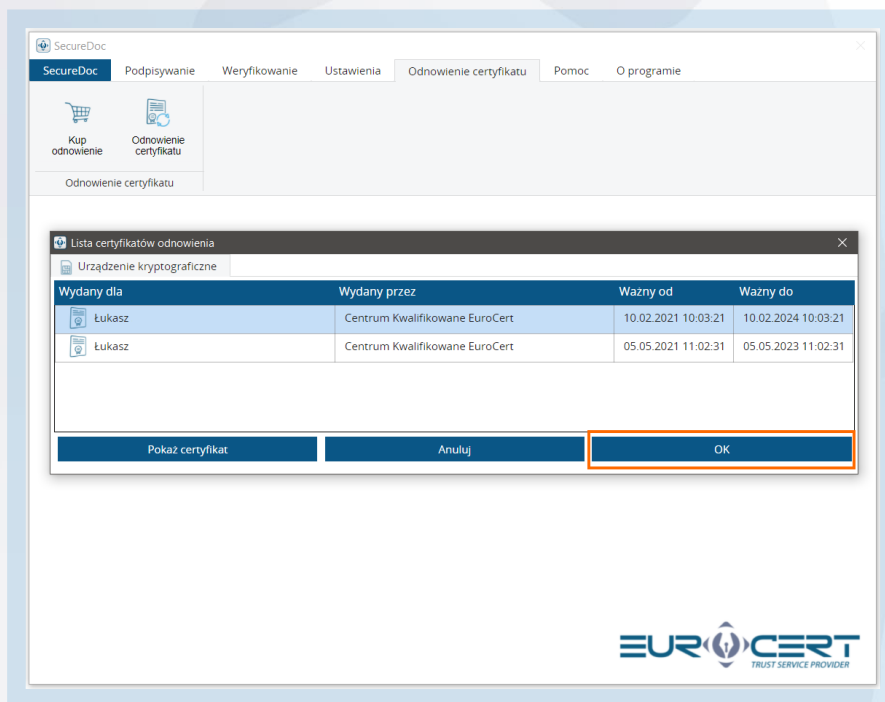 SecureDoc
SecureDoc Podpisywanie Weryfikowanie Ustawienia Odnowienie certyfikatu Pomoc O programie
Kup odnowienie
Odnowienie certyfikatu
Odnowienie certyfikatu
Lista certyfikatów odnowienia
Urządzenie kryptograficzne
Wydany dla Wydany przez Ważny od Ważny do
Łukasz Centrum Kwalifikowane EuroCert 10.02.2021 10:03:21 10.02.2024 10:03:21
Łukasz Centrum Kwalifikowane EuroCert 05.05.2021 11:02:31 05.05.2023 11:02:31
Pokaż certyfikat Anuluj OK
EUROCERT
TRUST SERVICE PROVIDER